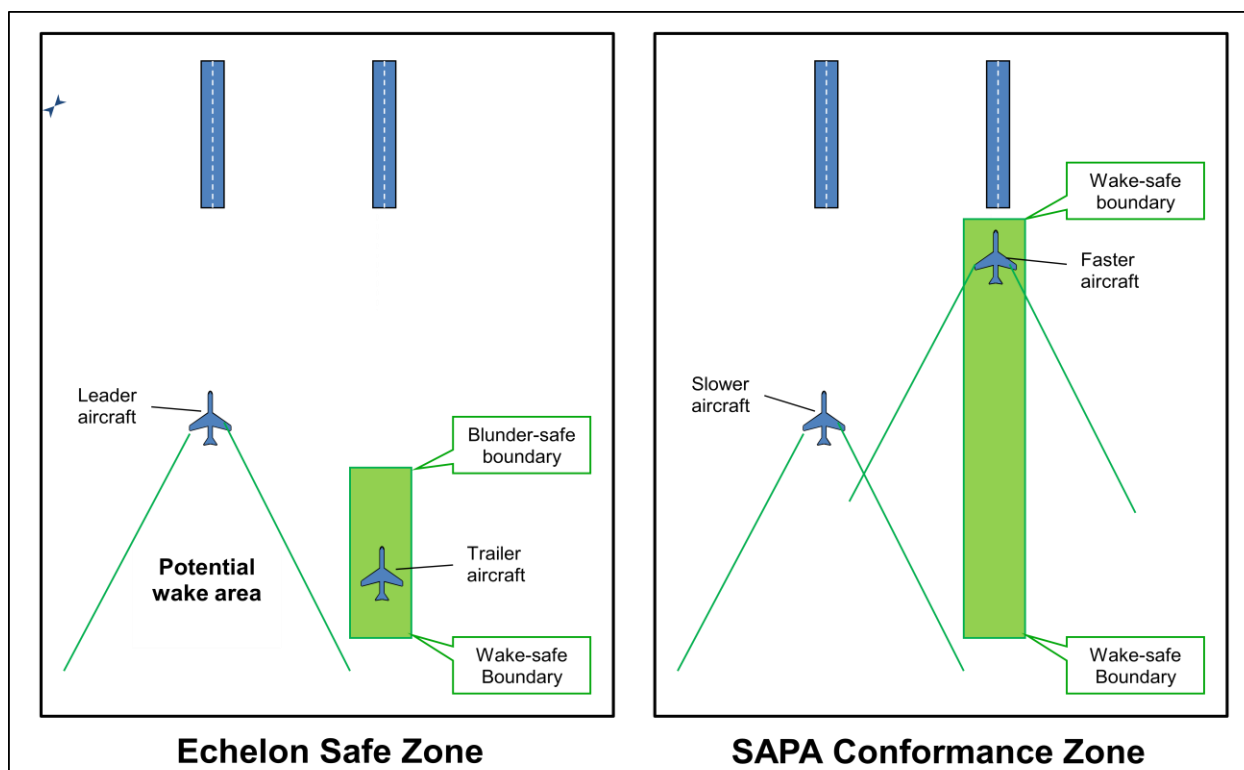 Leader
aircraft
Potential
wake area
Blunder-safe
boundary
Trailer
aircraft
Wake-safe
Boundary
Echelon Safe Zone
Wake-safe
boundary
Faster
aircraft
Slower
aircraft
Wake-safe
Boundary
SAPA Conformance Zone